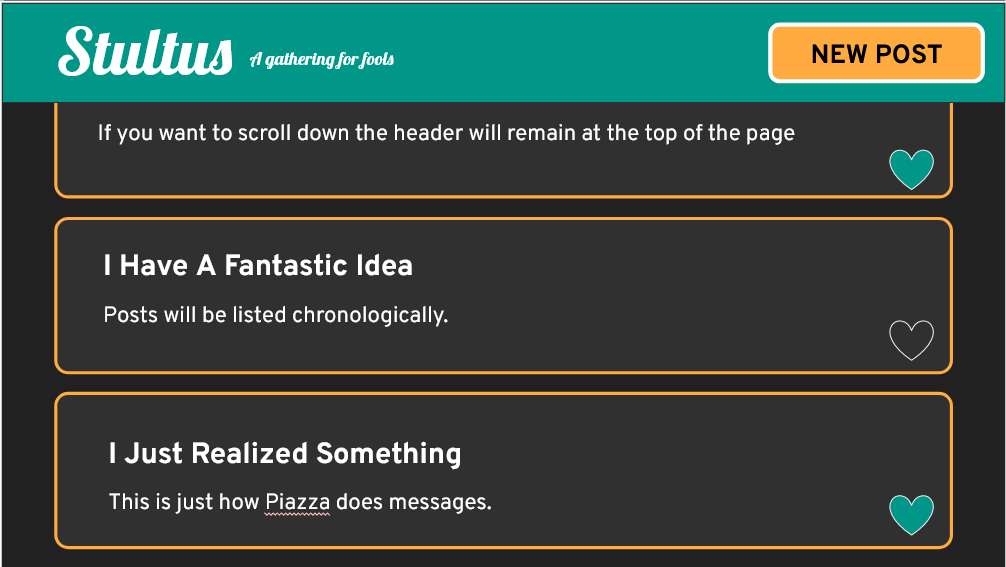 Stultus
A gathering for fools
NEW POST
If you want to scroll down the header will remain at the top of the page
I Have A Fantastic Idea
Posts will be listed chronologically.
I Just Realized Something
This is just how Piazza does messages.